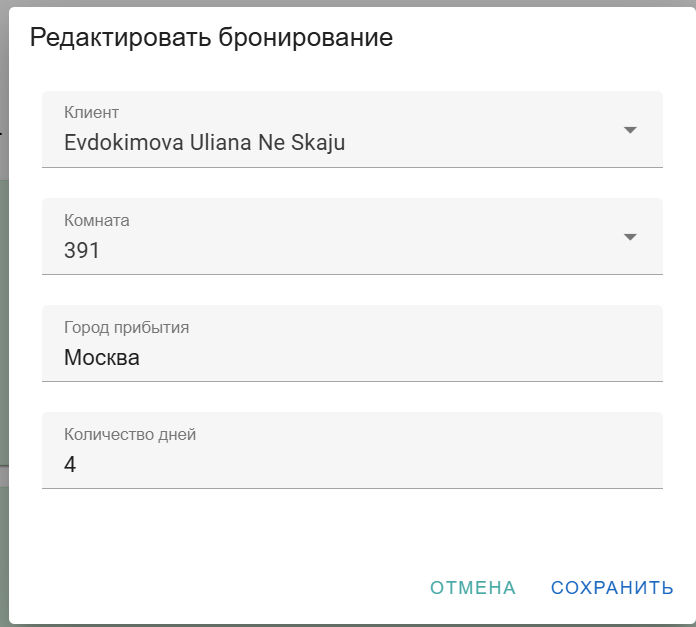 Редактировать бронирование
Клиент
Evdokimova Uliana Ne Skaju
Комната
391
Город прибытия
Москва
Количество дней
4
ОТМЕНА СОХРАНИТЬ